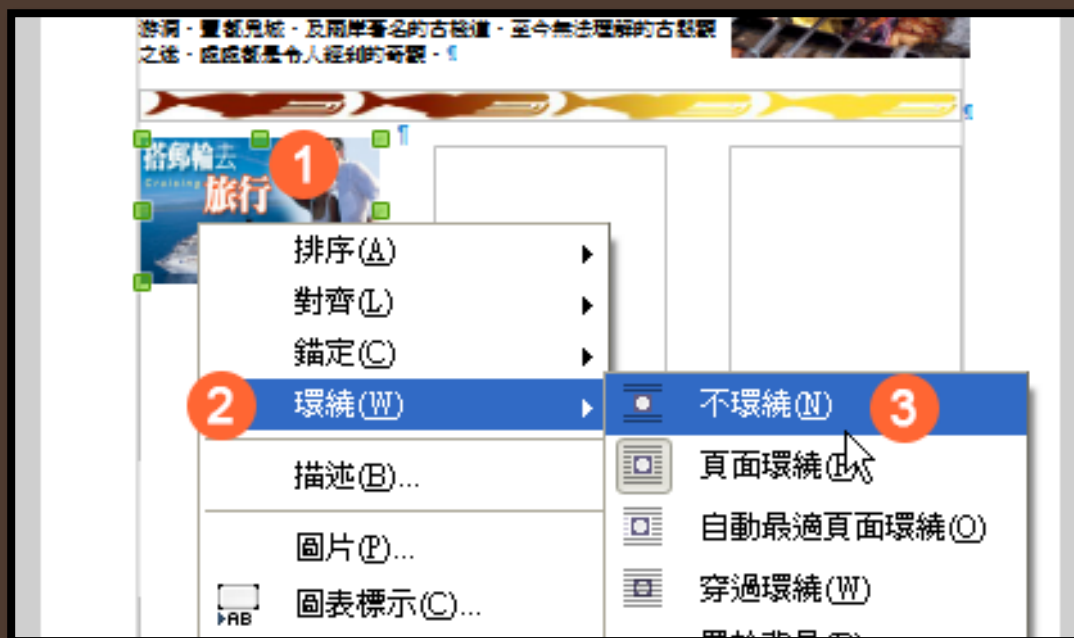 游洞、豐都鬼城、及兩岸著名的古棧道、至今無法理解的古懸觀
之迷、處處都是令人經利的奇觀。
搭郵輪去
Cruising
旅行
1
排序(A)
對齊(L)
錨定(C)
2 環繞(W)
不環繞(N) 3
頁面環繞
描述(B)...
自動最適頁面環繞(O)
圖片(P)...
穿過環繞(W)
圖表標示(C)...